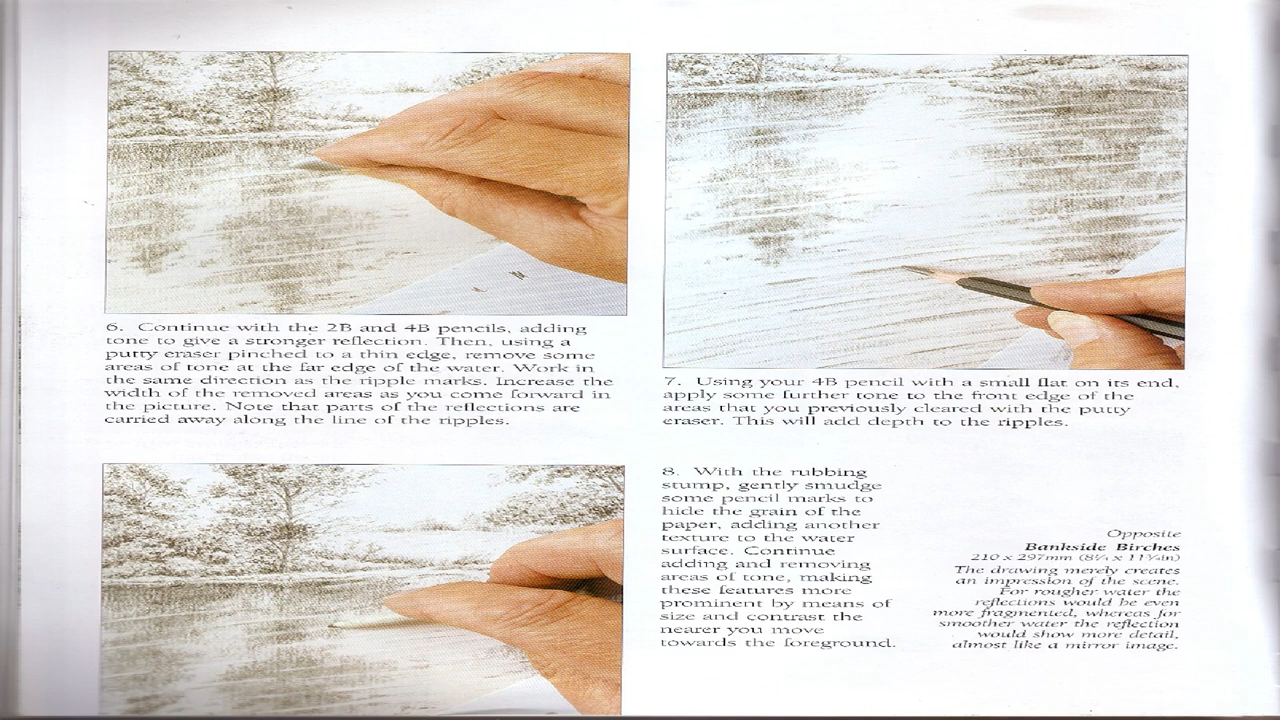 6. Continue with the 2B and 4B pencils, adding
tone to give a stronger reflection. Then, using a
putty eraser pinched to a thin edge, remove some
areas of tone at the far edge of the water. Work in
the same direction as the ripple marks. Increase the
width of the removed areas as you come forward in
the picture. Note that parts of the reflections are
carried away along the line of the ripples.
7. Using your 4B pencil with a small flat on its end,
apply some further tone to the front edge of the
areas that you previously cleared with the putty
eraser. This will add depth to the ripples.
8. With the rubbing
stump, gently smudge
some pencil marks to
hide the grain of the
paper, adding another
texture to the water
surface. Continue
adding and removing
areas of tone, making
these features more
prominent by means of
size and contrast the
nearer you move
towards the foreground.
Opposite
Bankside Birches
210 x 297mm (8¼ x 11¾in)
The drawing merely creates
an impression of the scene.
For rougher water the
reflections would be even
more fragmented, whereas for
smoother water the reflection
would show more detail,
almost like a mirror image.